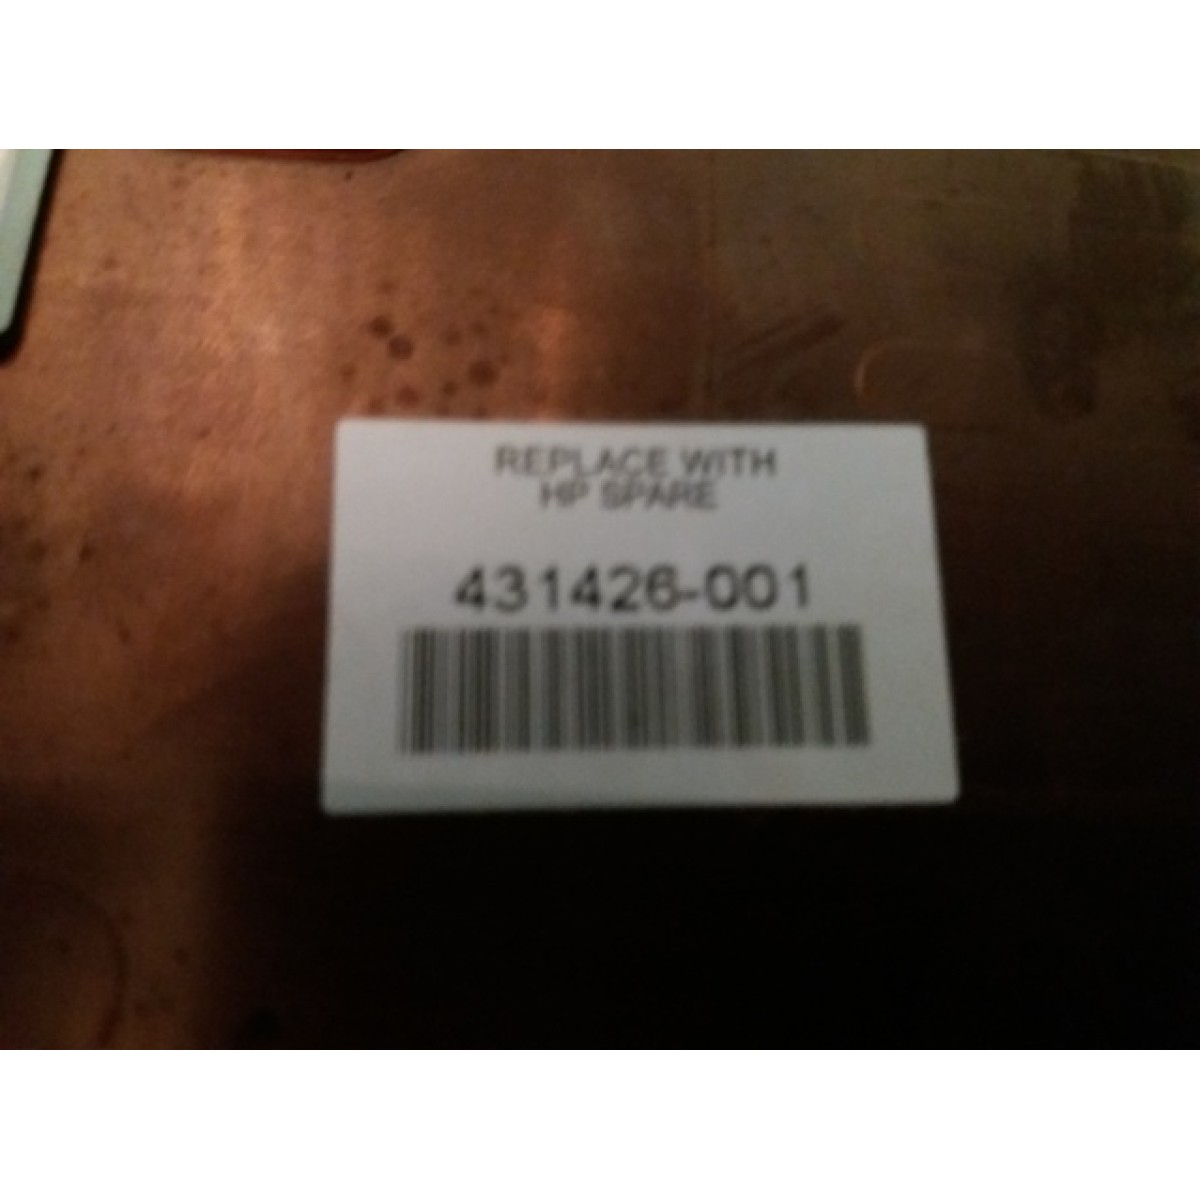 REPLACE WITH
HP SPARE
431426-001